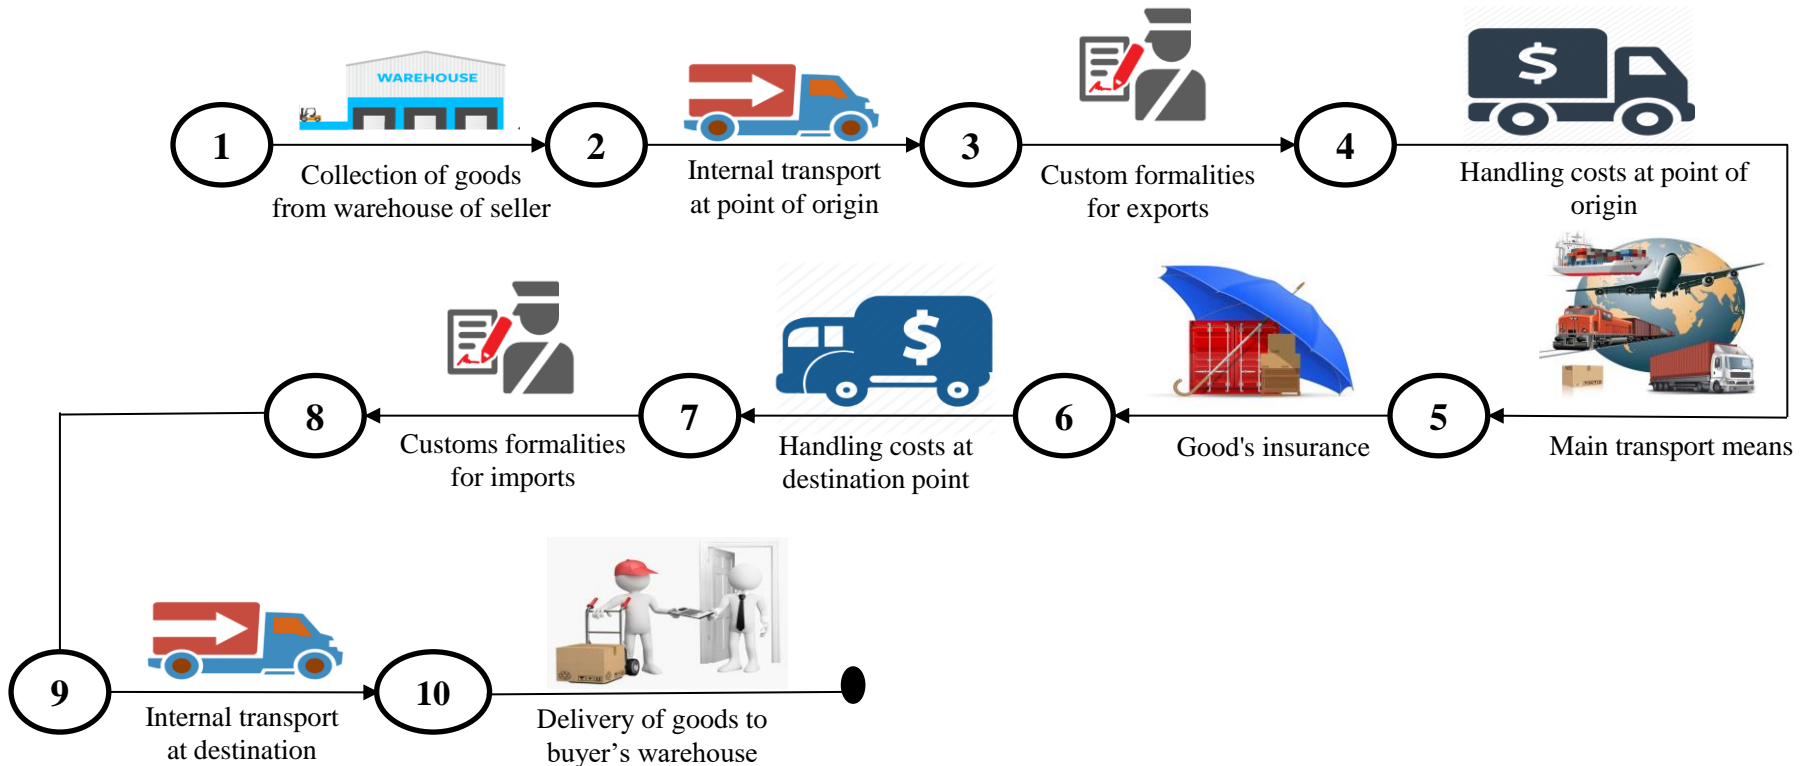 WAREHOUSE
1
Collection of goods
from warehouse of seller
2
Internal transport
at point of origin
3
Custom formalities
for exports
4
$
Handling costs at point of
origin
Main transport means
5
Good's insurance
6
$
Handling costs at
destination point
7
Customs formalities
for imports
8
9
Internal transport
at destination
10
Delivery of goods to
buyer’s warehouse